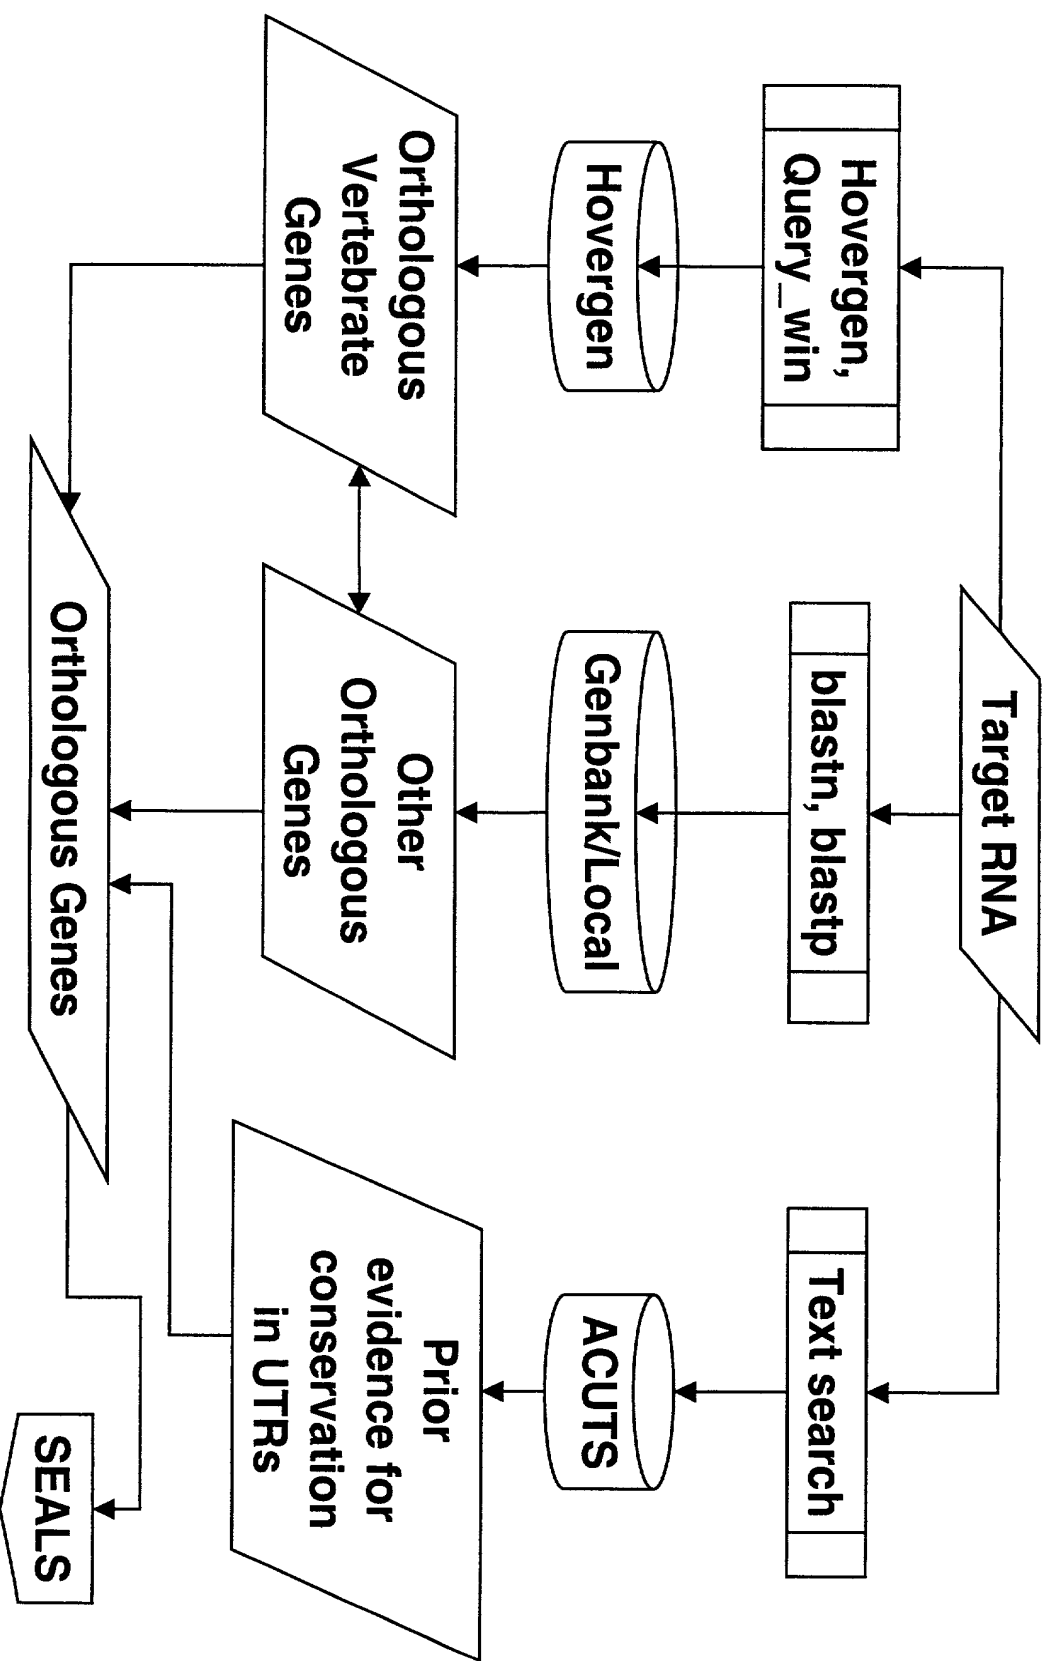 Target RNA
Hovergen,
Query_win
blastn, blastp
Text search
Hovergen
Genbank/Local
ACUTS
Orthologous
Vertebrate
Genes
Other
Orthologous
Genes
Prior
evidence for
conservation
in UTRs
Orthologous Genes
SEALS